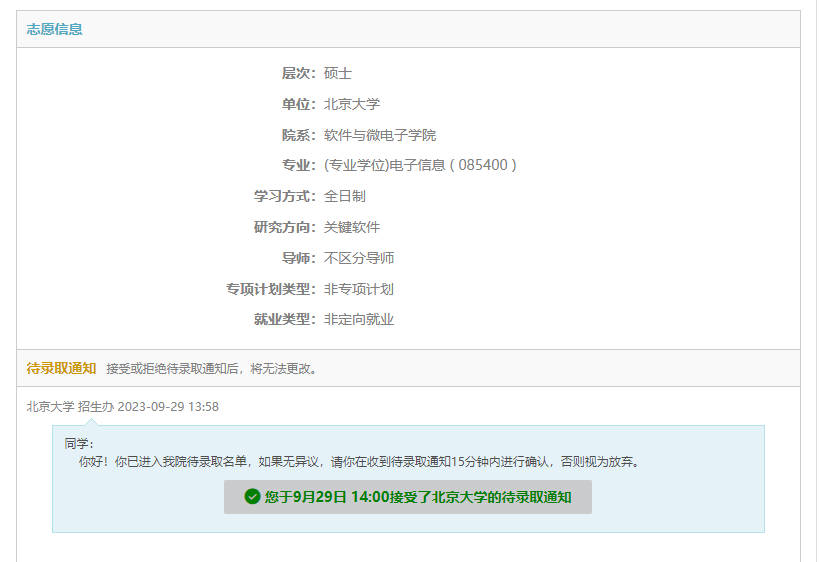 志愿信息
层次：硕士
单位：北京大学
院系：软件与微电子学院
专业：(专业学位)电子信息 ( 085400 )
学习方式：全日制
研究方向：关键软件
导师：不区分导师
专项计划类型：非专项计划
就业类型：非定向就业
待录取通知 接受或拒绝待录取通知后，将无法更改。
北京大学 招生办 2023-09-29 13:58
同学：
你好！你已进入我院待录取名单，如果无异议，请你在收到待录取通知15分钟内进行确认，否则视为放弃。
您于9月29日 14:00接受了北京大学的待录取通知